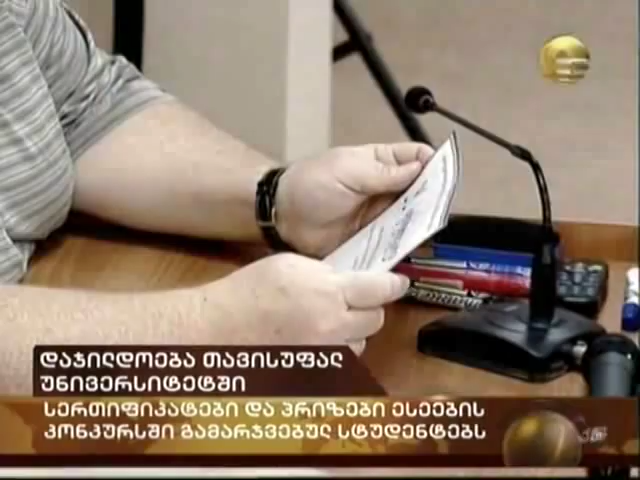 დაჯილდოება თავისუფალ
უნივერსიტეტში
სერთიფიკატები და პრიზები ესეების
კონკურსში გამარჯვებულ სტუდენტებს